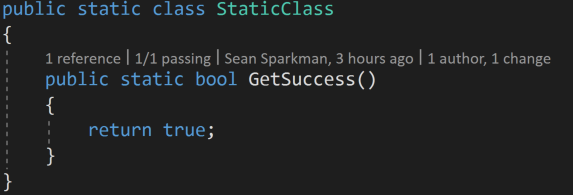 public static class StaticClass
{
1 reference | 1/1 passing | Sean Sparkman, 3 hours ago | 1 author, 1 change
public static bool GetSuccess()
{
return true;
}
}